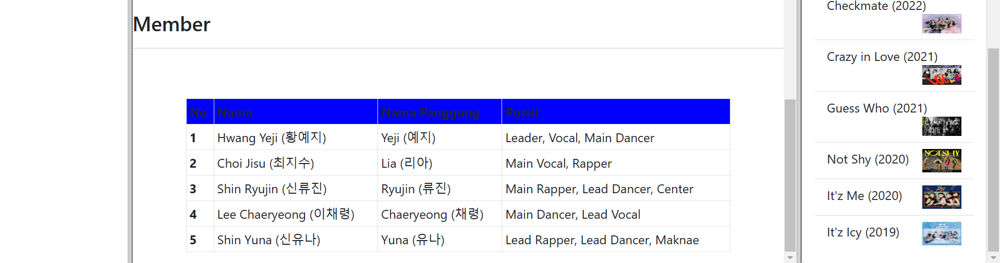 Member
No Nama Nama Panggung Posisi
1 Hwang Yeji (황예지) Yeji (예지) Leader, Vocal, Main Dancer
2 Choi Jisu (최지수) Lia (리아) Main Vocal, Rapper
3 Shin Ryujin (신류진) Ryujin (류진) Main Rapper, Lead Dancer, Center
4 Lee Chaeryeong (이채령) Chaeryeong (채령) Main Dancer, Lead Vocal
5 Shin Yuna (신유나) Yuna (유나) Lead Rapper, Lead Dancer, Maknae
Checkmate (2022)
Crazy in Love (2021)
Guess Who (2021)
Not Shy (2020)
NOT SHY
It'z Me (2020)
It'z Icy (2019)